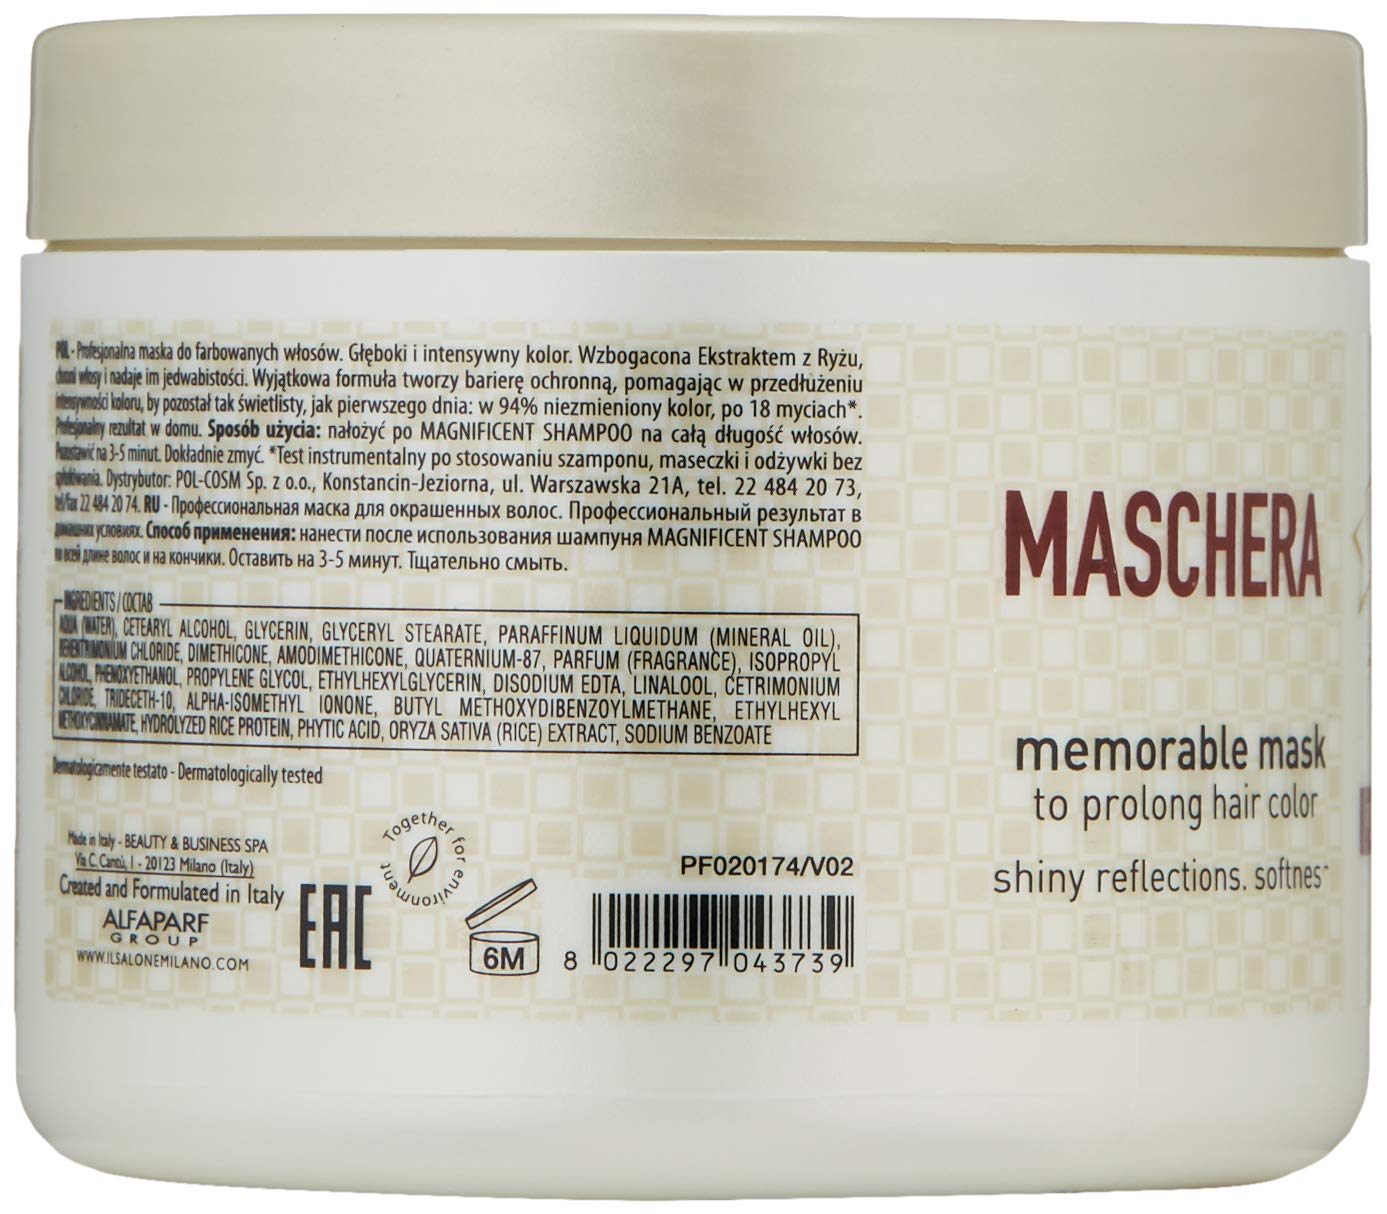 POL - Profesjonalna maska do farbowanych włosów. Głęboki i intensywny kolor. Wzbogacona Ekstraktem z Ryżu,
chroni włosy i nadaje im jedwabistości. Wyjątkowa formuła tworzy barierę ochronną, pomagając w przedłużeniu
intensywności koloru, by pozostał tak świetlisty, jak pierwszego dnia: w 94% niezmieniony kolor, po 18 myciach*.
Profesjonalny rezultat w domu. Sposób użycia: nałożyć po MAGNIFICENT SHAMPOO na całą długość włosów.
Pozostawić na 3-5 minut. Dokładnie zmyć. *Test instrumentalny po stosowaniu szamponu, maseczki i odżywki bez
spłukiwania. Dystrybutor: POL-COSM Sp. z o.o., Konstancin-Jeziorna, ul. Warszawska 21A, tel. 22 484 20 73,
tel/fax 22 484 20 74. RU - Профессиональная маска для окрашенных волос. Профессиональный результат в
домашних условиях. Способ применения: нанести после использования шампуня MAGNIFICENT SHAMPOO
по всей длине волос и на кончики. Оставить на 3-5 минут. Тщательно смыть.
INGREDIENTS / СОСТАВ
AQUA (WATER), CETEARYL ALCOHOL, GLYCERIN, GLYCERYL STEARATE, PARAFFINUM LIQUIDUM (MINERAL OIL),
BEHENTRIMONIUM CHLORIDE, DIMETHICONE, AMODIMETHICONE, QUATERNIUM-87, PARFUM (FRAGRANCE), ISOPROPYL
ALCOHOL, PHENOXYETHANOL, PROPYLENE GLYCOL, ETHYLHEXYLGLYCERIN, DISODIUM EDTA, LINALOOL, CETRIMONIUM
CHLORIDE, TRIDECETH-10, ALPHA-ISOMETHYL IONONE, BUTYL METHOXYDIBENZOYLMETHANE, ETHYLHEXYL
METHOXYCINNAMATE, HYDROLYZED RICE PROTEIN, PHYTIC ACID, ORYZA SATIVA (RICE) EXTRACT, SODIUM BENZOATE
Dermatologicamente testato - Dermatologically tested
Made in Italy - BEAUTY & BUSINESS SPA
Via C. Cantù, 1 - 20123 Milano (Italy)
Created and Formulated in Italy
ALFAPARF
GROUP
WWW.ILSALONEMILANO.COM
EAC
Together for environment
6M
PF020174/V02
8 022297 043739
MASCHERA
memorable mask
to prolong hair color
shiny reflections.